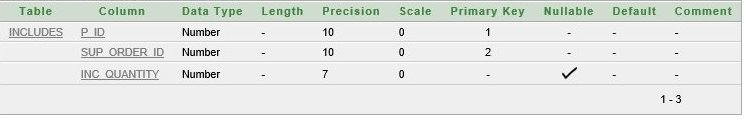 Table Column Data Type Length Precision Scale Primary Key Nullable Default Comment
INCLUDES P_ID Number - 10 0 1 - - -
SUP_ORDER_ID Number - 10 0 2 - - -
INC_QUANTITY Number - 7 0 - ✓ - -
1 - 3